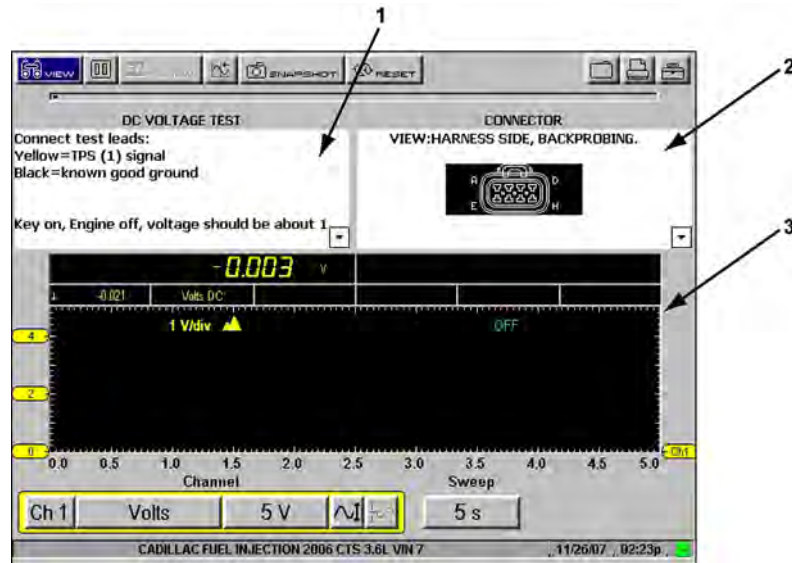 1
2
3
VIEW
SNAPSHOT
RESET
DC VOLTAGE TEST
Connect test leads:
Yellow=TPS (1) signal
Black=known good ground
Key on, Engine off, voltage should be about 1
CONNECTOR
VIEW:HARNESS SIDE, BACKPROBING.
A D
E H
-0.003 V
-0.021 Volts DC
1 V/div OFF
4
2
0
Ch1
0.0 0.5 1.0 1.5 2.0 2.5 3.0 3.5 4.0 4.5 5.0
Channel Sweep
Ch 1 Volts 5 V 5 s
CADILLAC FUEL INJECTION 2006 CTS 3.6L VIN 7 11/26/07 02:23p